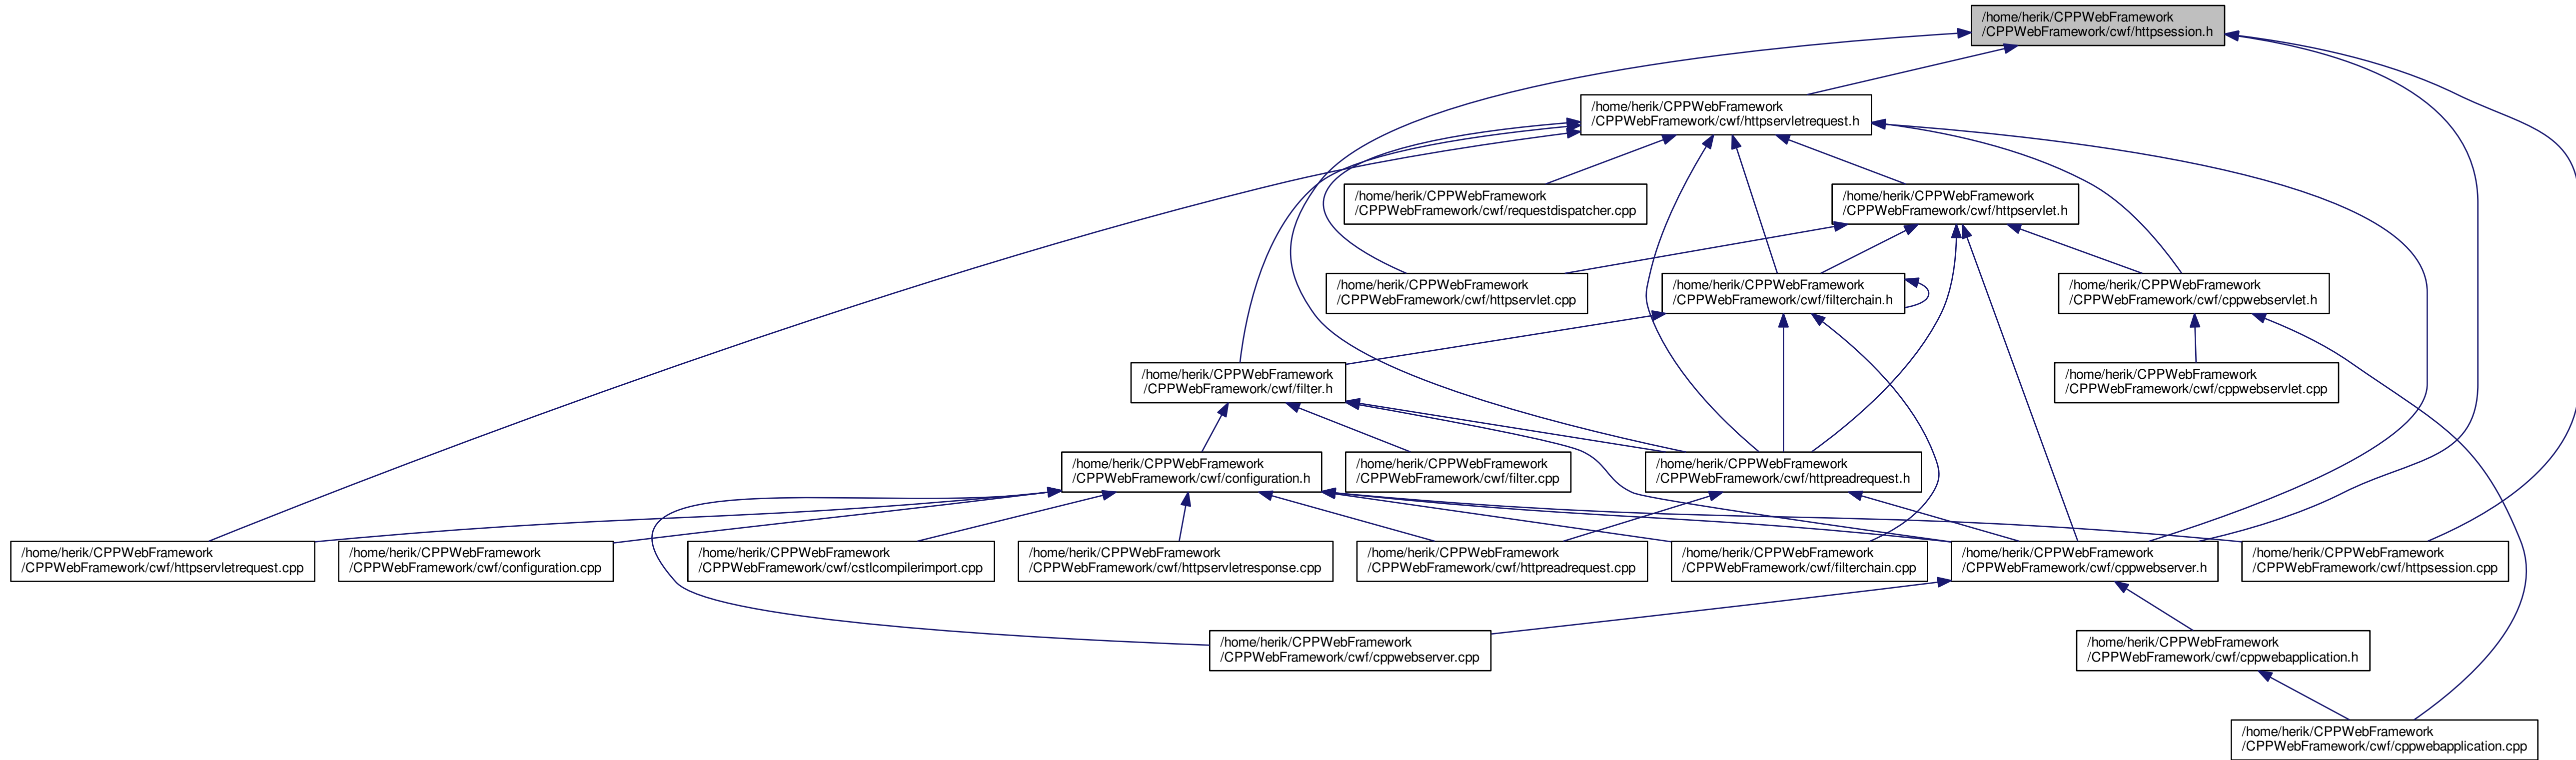 /home/herik/CPPWebFramework
/CPPWebFramework/cwf/httpsession.h
/home/herik/CPPWebFramework
/CPPWebFramework/cwf/httpservletrequest.h
/home/herik/CPPWebFramework
/CPPWebFramework/cwf/requestdispatcher.cpp
/home/herik/CPPWebFramework
/CPPWebFramework/cwf/httpservlet.h
/home/herik/CPPWebFramework
/CPPWebFramework/cwf/httpservlet.cpp
/home/herik/CPPWebFramework
/CPPWebFramework/cwf/filterchain.h
/home/herik/CPPWebFramework
/CPPWebFramework/cwf/cppwebservlet.h
/home/herik/CPPWebFramework
/CPPWebFramework/cwf/filter.h
/home/herik/CPPWebFramework
/CPPWebFramework/cwf/cppwebservlet.cpp
/home/herik/CPPWebFramework
/CPPWebFramework/cwf/configuration.h
/home/herik/CPPWebFramework
/CPPWebFramework/cwf/filter.cpp
/home/herik/CPPWebFramework
/CPPWebFramework/cwf/httpreadrequest.h
/home/herik/CPPWebFramework
/CPPWebFramework/cwf/httpservletrequest.cpp
/home/herik/CPPWebFramework
/CPPWebFramework/cwf/configuration.cpp
/home/herik/CPPWebFramework
/CPPWebFramework/cwf/cstlcompilerimport.cpp
/home/herik/CPPWebFramework
/CPPWebFramework/cwf/httpservletresponse.cpp
/home/herik/CPPWebFramework
/CPPWebFramework/cwf/httpreadrequest.cpp
/home/herik/CPPWebFramework
/CPPWebFramework/cwf/filterchain.cpp
/home/herik/CPPWebFramework
/CPPWebFramework/cwf/cppwebserver.h
/home/herik/CPPWebFramework
/CPPWebFramework/cwf/httpsession.cpp
/home/herik/CPPWebFramework
/CPPWebFramework/cwf/cppwebserver.cpp
/home/herik/CPPWebFramework
/CPPWebFramework/cwf/cppwebapplication.h
/home/herik/CPPWebFramework
/CPPWebFramework/cwf/cppwebapplication.cpp